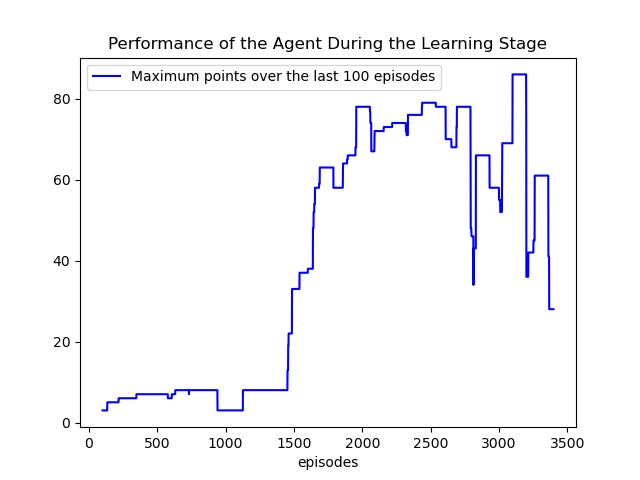 Performance of the Agent During the Learning Stage
Maximum points over the last 100 episodes
80
60
40
20
0
0 500 1000 1500 2000 2500 3000 3500
episodes